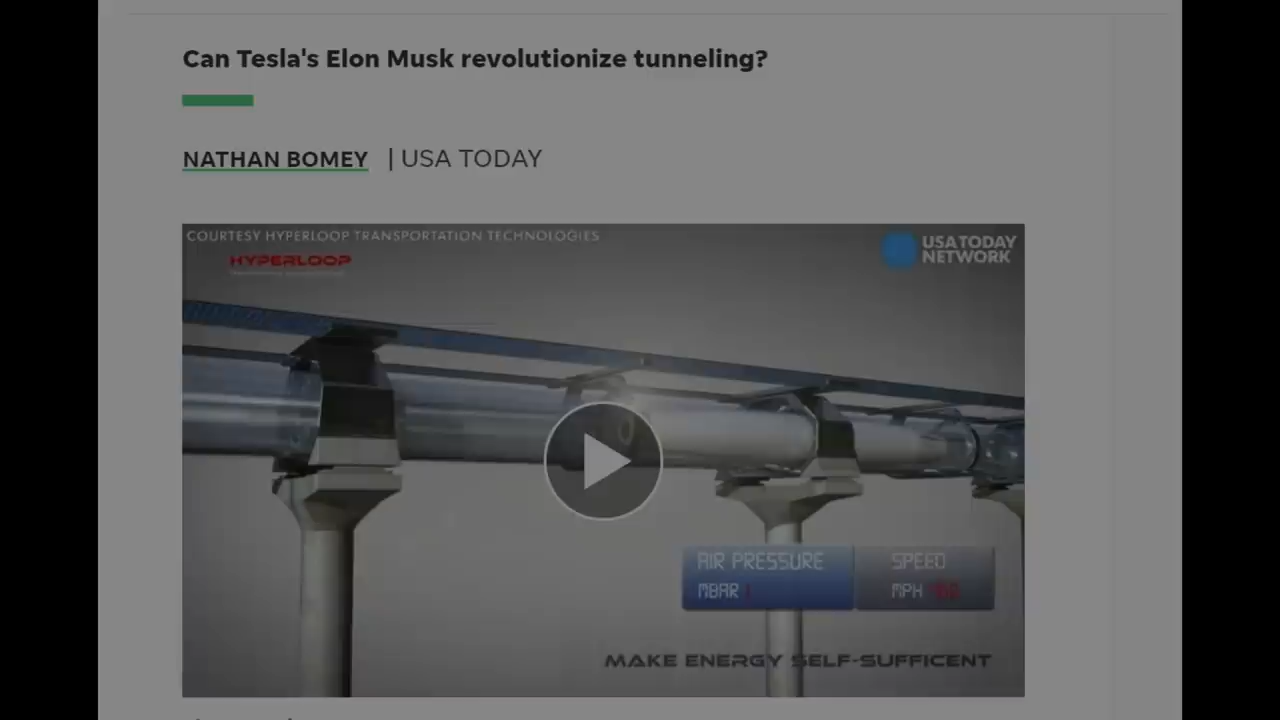 Can Tesla's Elon Musk revolutionize tunneling?
NATHAN BOMEY | USA TODAY
COURTESY HYPERLOOP TRANSPORTATION TECHNOLOGIES
HYPERLOOP
USA TODAY
NETWORK
AIR PRESSURE
MBAR
SPEED
MPH
MAKE ENERGY SELF-SUFFICENT